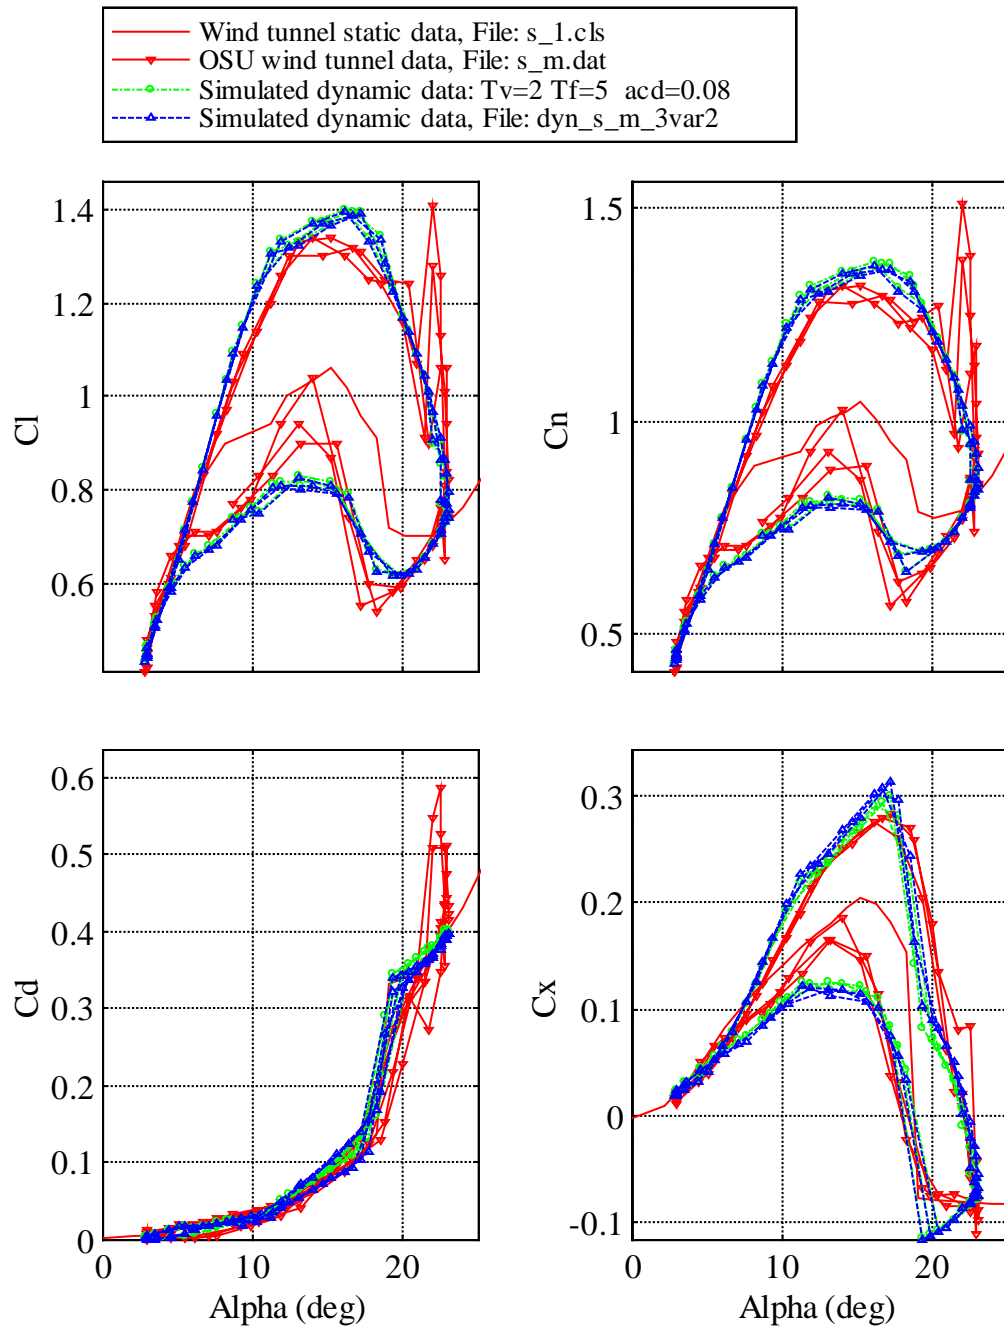 Wind tunnel static data, File: s_1.cls
OSU wind tunnel data, File: s_m.dat
Simulated dynamic data: Tv=2 Tf=5 acd=0.08
Simulated dynamic data, File: dyn_s_m_3var2
1.4
1.2
1
0.8
0.6
Cl
10
20
1.5
1
0.5
Cn
10
20
0.6
0.5
0.4
0.3
0.2
0.1
0
Cd
10
20
Alpha (deg)
0.3
0.2
0.1
0
-0.1
Cx
0
10
20
Alpha (deg)